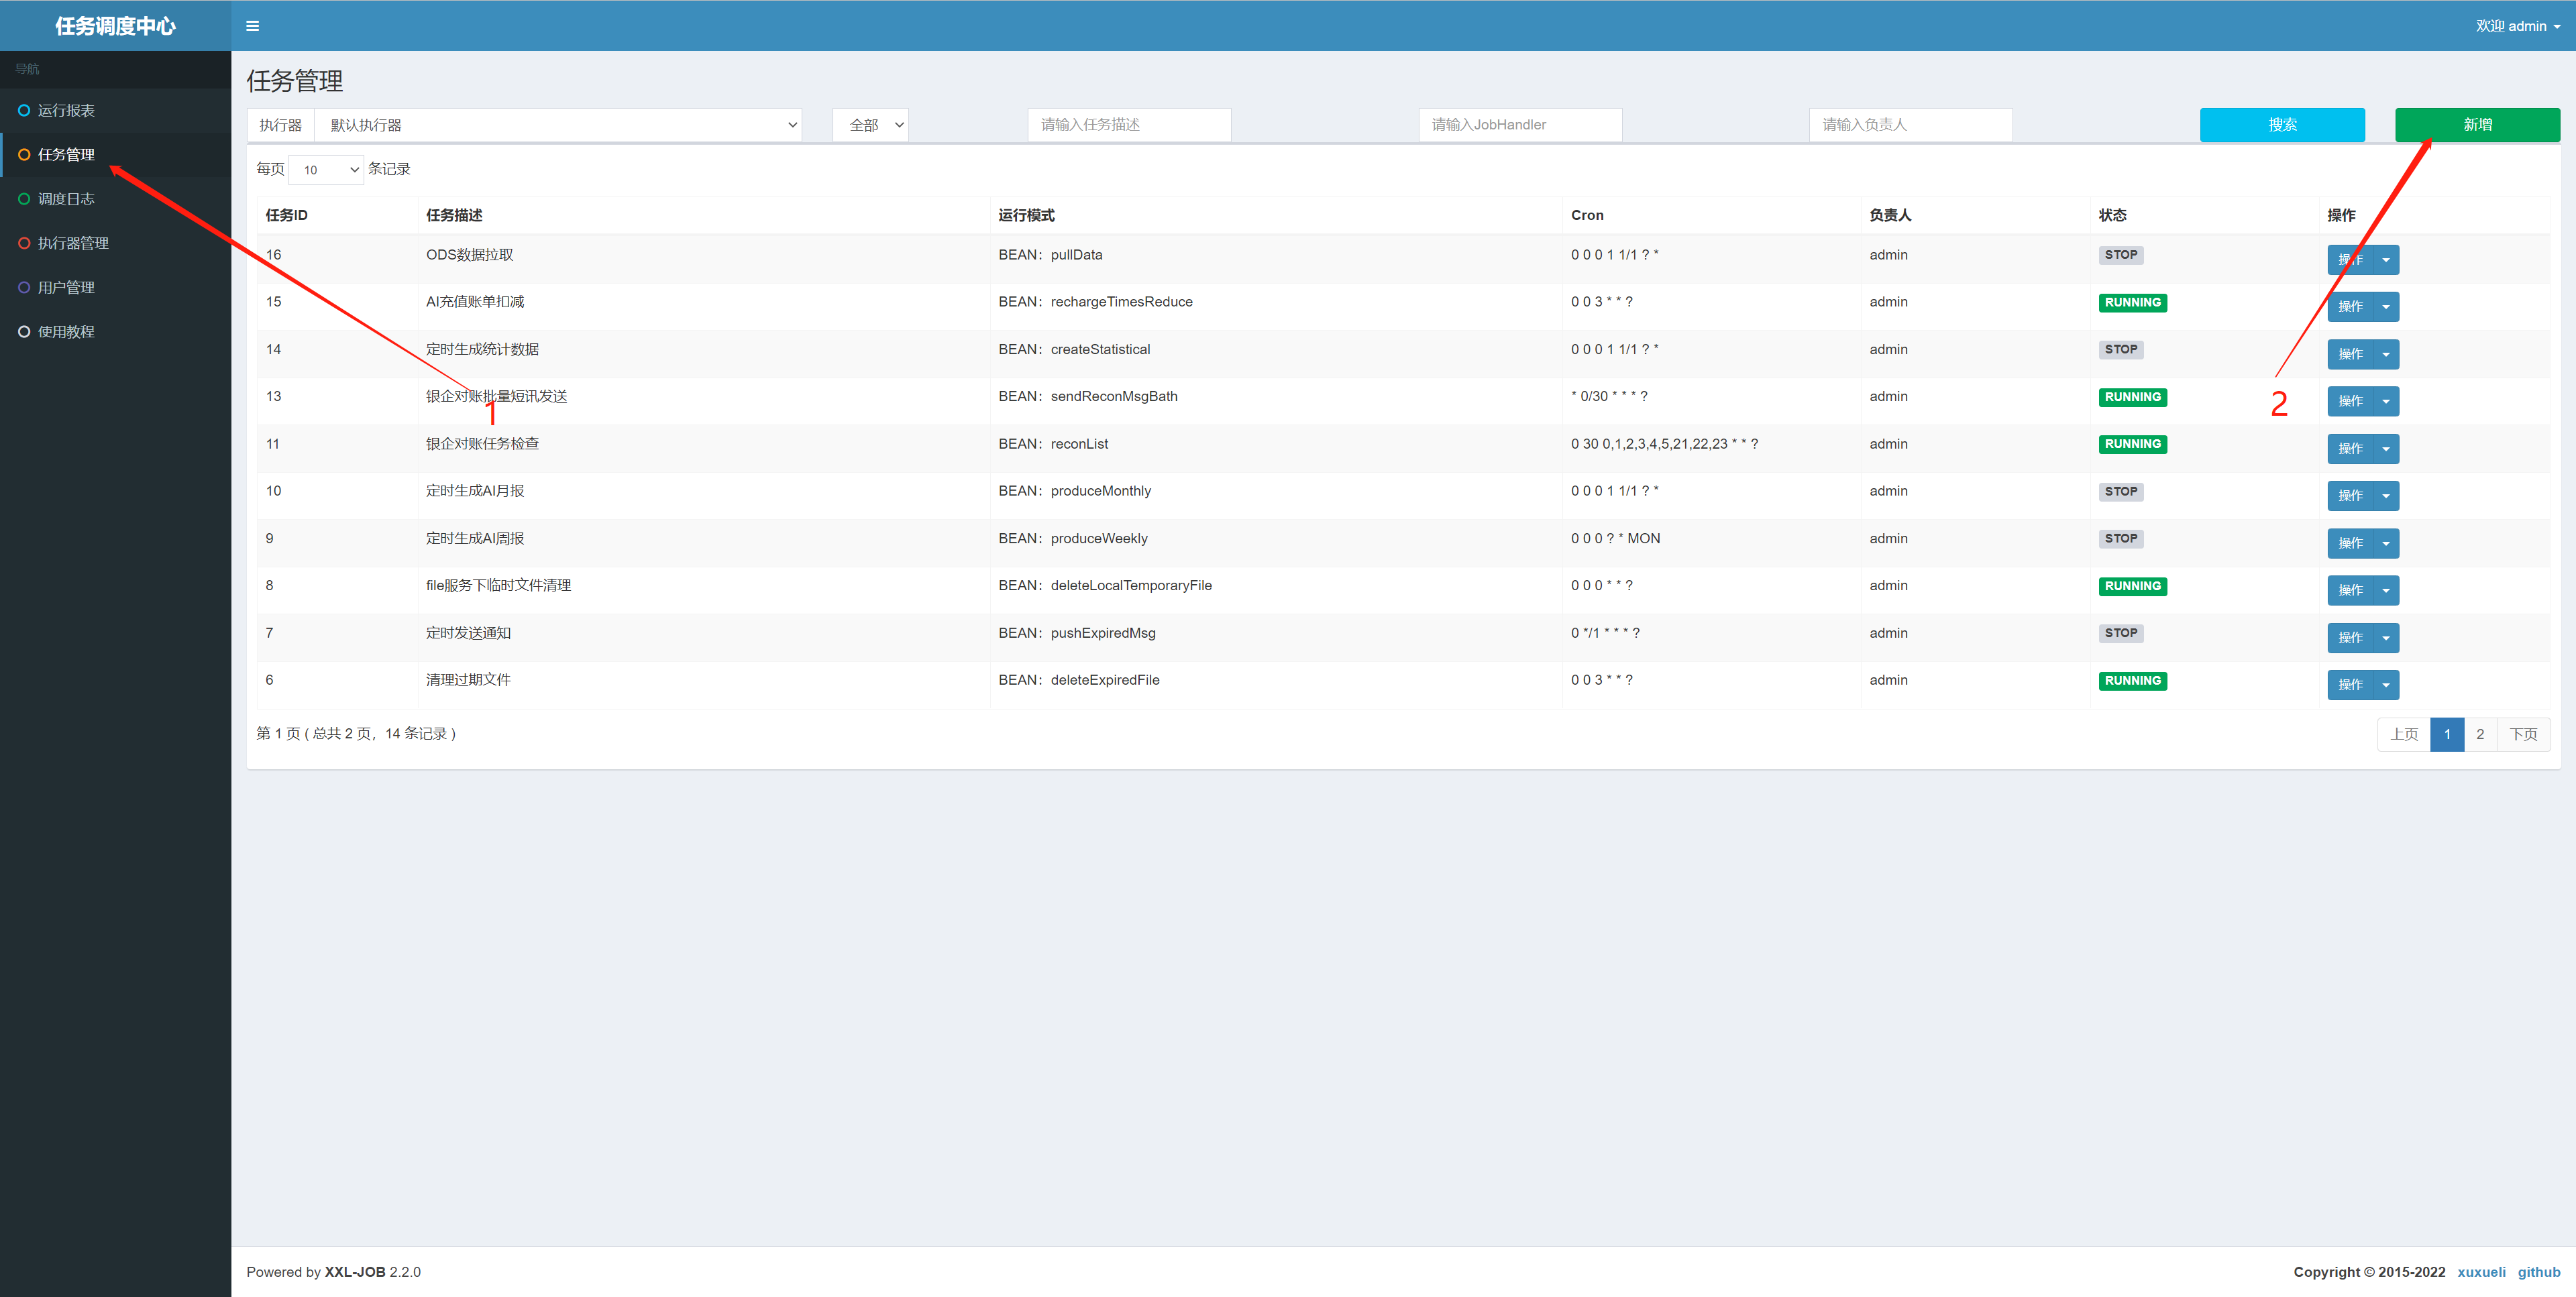 任务调度中心
欢迎 admin
导航
运行报表
任务管理
调度日志
执行器管理
用户管理
使用教程
任务管理
执行器 默认执行器 全部 请输入任务描述 请输入JobHandler 请输入负责人 搜索 新增
每页 10 条记录
任务ID 任务描述 运行模式 Cron 负责人 状态 操作
16 ODS数据拉取 BEAN：pullData 0 0 0 1 1/1 ? * admin STOP 操作
15 AI充值账单扣减 BEAN：rechargeTimesReduce 0 0 3 * * ? admin RUNNING 操作
14 定时生成统计数据 BEAN：createStatistical 0 0 0 1 1/1 ? * admin STOP 操作
13 银企对账批量短讯发送 BEAN：sendReconMsgBath * 0/30 * * * ? admin RUNNING 操作
1
2
11 银企对账任务检查 BEAN：reconList 0 30 0,1,2,3,4,5,21,22,23 * * ? admin RUNNING 操作
10 定时生成AI月报 BEAN：produceMonthly 0 0 0 1 1/1 ? * admin STOP 操作
9 定时生成AI周报 BEAN：produceWeekly 0 0 0 ? * MON admin STOP 操作
8 file服务下临时文件清理 BEAN：deleteLocalTemporaryFile 0 0 0 * * ? admin RUNNING 操作
7 定时发送通知 BEAN：pushExpiredMsg 0 */1 * * * ? admin STOP 操作
6 清理过期文件 BEAN：deleteExpiredFile 0 0 3 * * ? admin RUNNING 操作
第 1 页 ( 总共 2 页，14 条记录 ) 上页 1 2 下页
Powered by XXL-JOB 2.2.0 Copyright © 2015-2022 xuxueli github